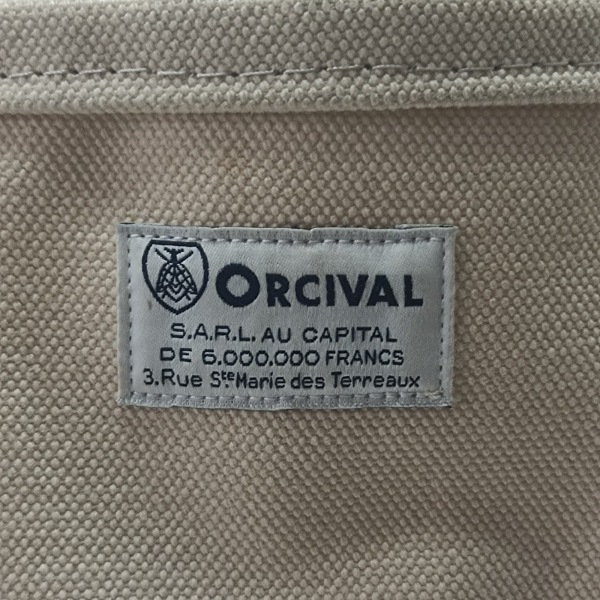 ORCIVAL
S.A.R.L. AU CAPITAL
DE 6.000.000 FRANCS
3.Rue Ste Marie des Terreaux